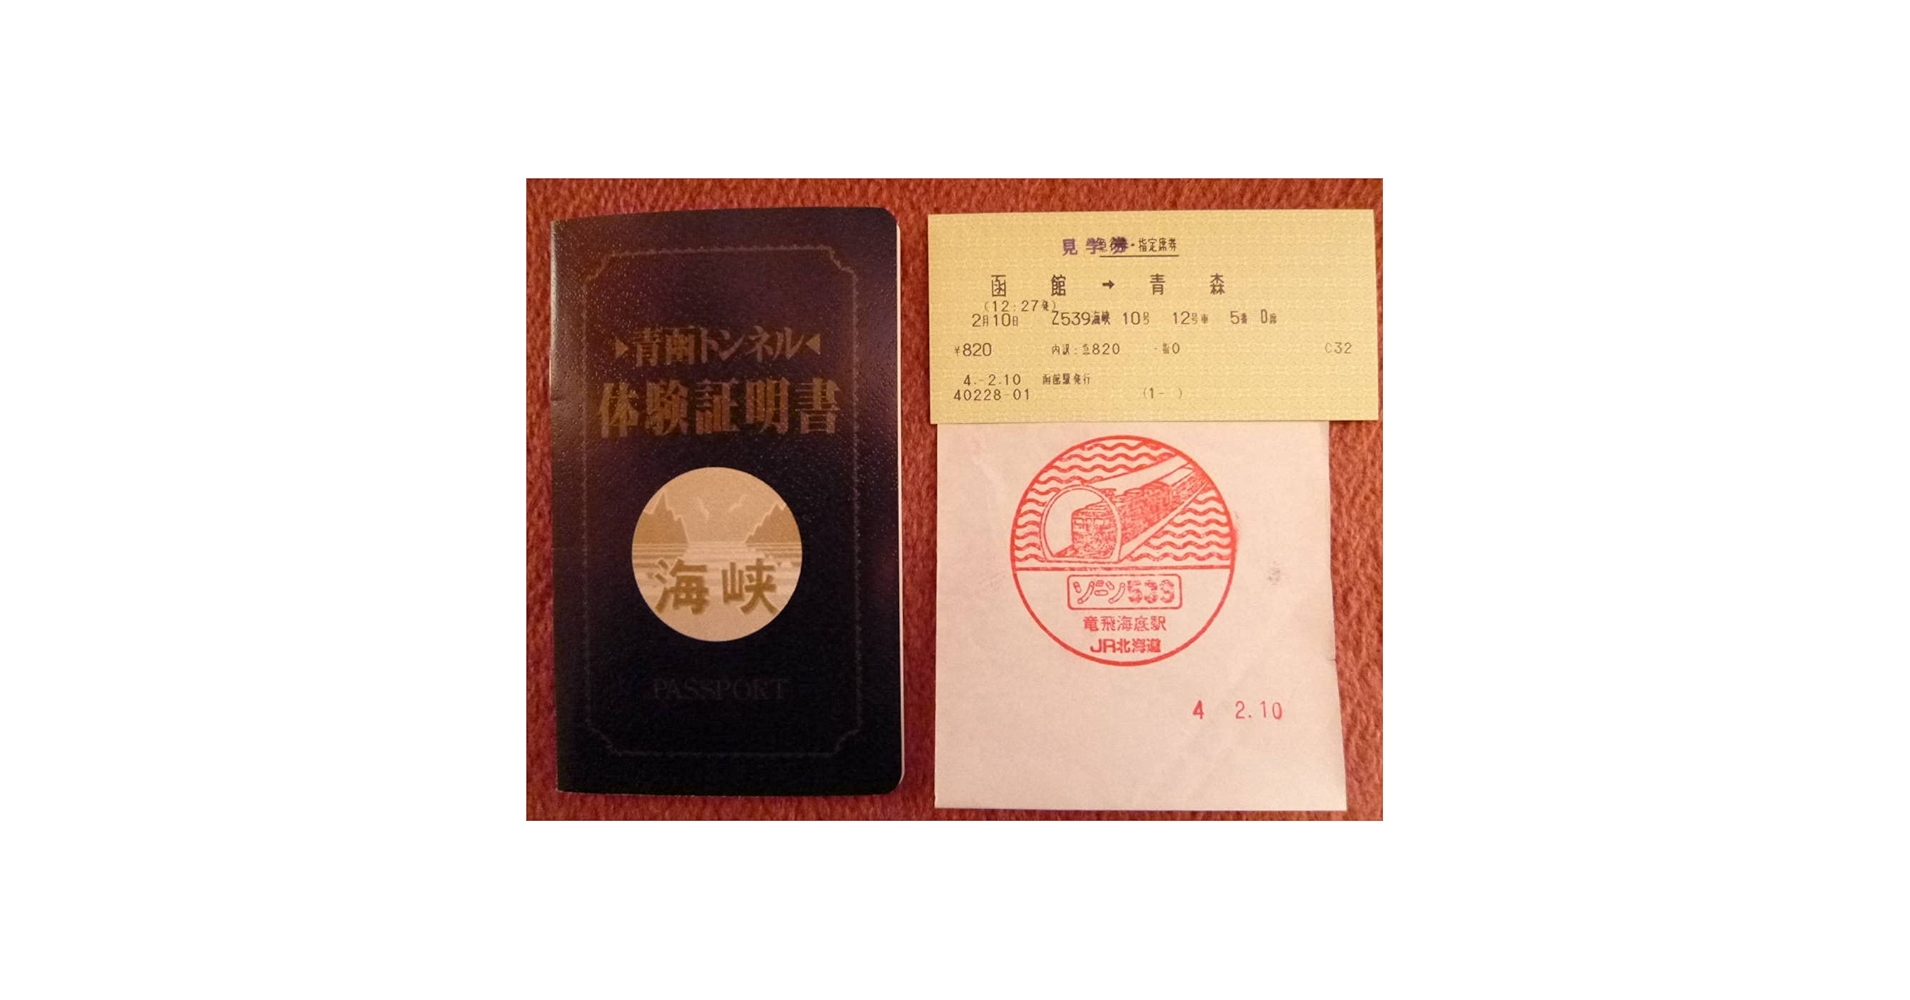 青函トンネル
体験証明書
海峡
PASSPORT
見学券・指定席券
函館➡青森
(12:27発)
2月10日 Z539海峡 10号 12号車 5番 D席
¥820 内訳:急820 ・指0 C32
4.-2.10 函館駅発行
40228-01 (1- )
ゾーン539
竜飛海底駅
JR北海道
4 2.10